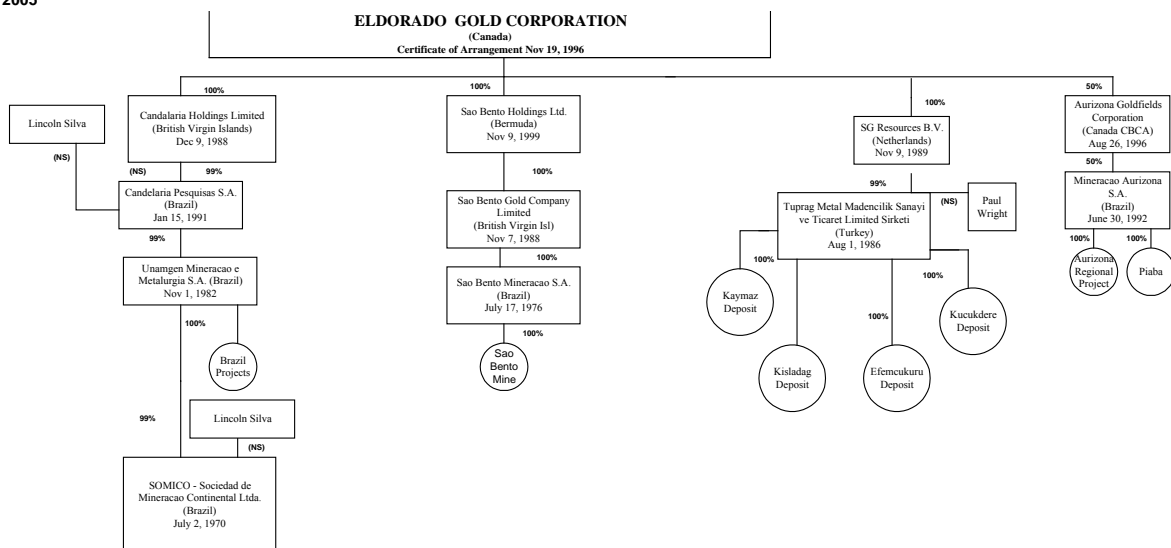 2005
ELDORADO GOLD CORPORATION
(Canada)
Certificate of Arrangement Nov 19, 1996
100%
100%
100%
50%
Lincoln Silva
(NS)
Candalaria Holdings Limited
(British Virgin Islands)
Dec 9, 1988
(NS)
99%
Candelaria Pesquisas S.A.
(Brazil)
Jan 15, 1991
99%
Unamgen Mineracao e
Metalurgia S.A. (Brazil)
Nov 1, 1982
100%
Brazil
Projects
99%
Lincoln Silva
(NS)
SOMICO - Sociedad de
Mineracao Continental Ltda.
(Brazil)
July 2, 1970
Sao Bento Holdings Ltd.
(Bermuda)
Nov 9, 1999
100%
Sao Bento Gold Company
Limited
(British Virgin Isl)
Nov 7, 1988
100%
Sao Bento Mineracao S.A.
(Brazil)
July 17, 1976
100%
Sao
Bento
Mine
SG Resources B.V.
(Netherlands)
Nov 9, 1989
99%
(NS)
Paul
Wright
Tuprag Metal Madencilik Sanayi
ve Ticaret Limited Sirketi
(Turkey)
Aug 1, 1986
100%
Kaymaz
Deposit
100%
Kisladag
Deposit
100%
Efemcukuru
Deposit
100%
Kucukdere
Deposit
Aurizona Goldfields
Corporation
(Canada CBCA)
Aug 26, 1996
50%
Mineracao Aurizona
S.A.
(Brazil)
June 30, 1992
100%
100%
Aurizona
Regional
Project
Piaba